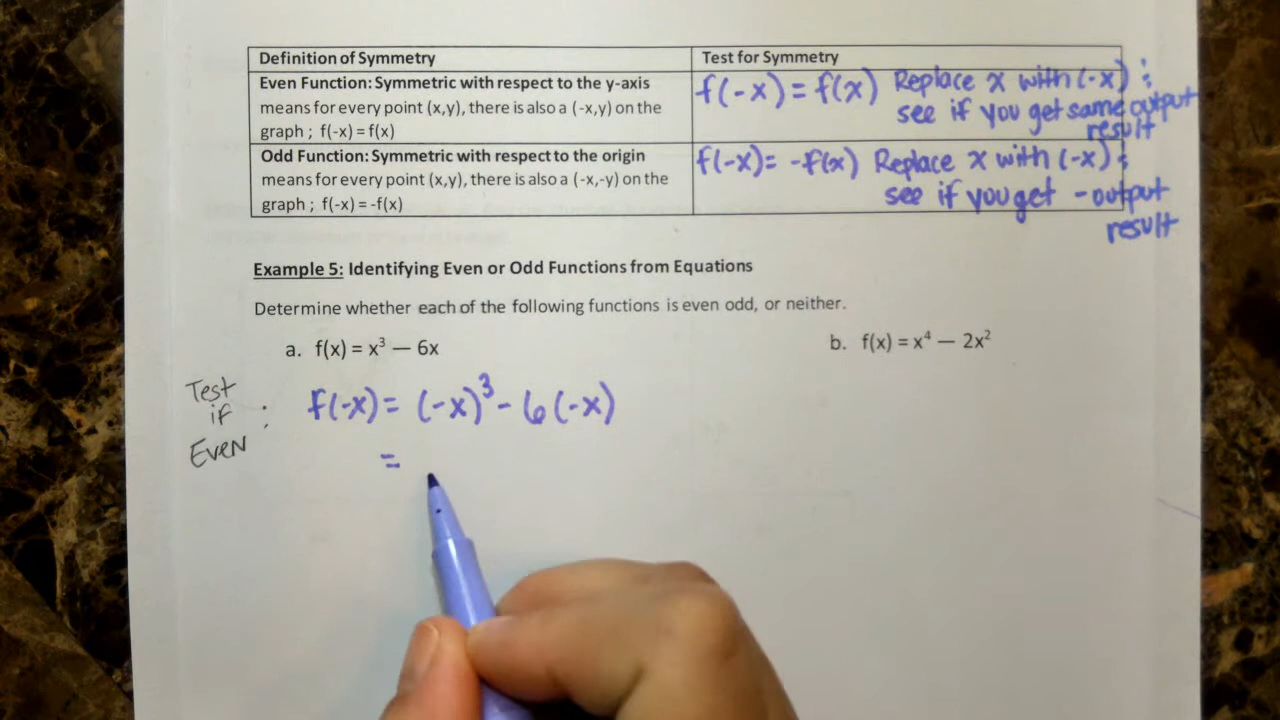 Definition of Symmetry
Test for Symmetry
Even Function: Symmetric with respect to the y-axis
means for every point (x,y), there is also a (-x,y) on the
graph ; f(-x) = f(x)
f(-x) = f(x) Replace x with (-x) :
see if you get same output
result
Odd Function: Symmetric with respect to the origin
means for every point (x,y), there is also a (-x,-y) on the
graph ; f(-x) = -f(x)
f(-x) = -f(x) Replace x with (-x) :
see if you get - output
result
Example 5: Identifying Even or Odd Functions from Equations
Determine whether each of the following functions is even odd, or neither.
a. f(x) = x³ — 6x
b. f(x) = x⁴ — 2x²
Test
if :
Even
f(-x) = (-x)³ - 6(-x)
=